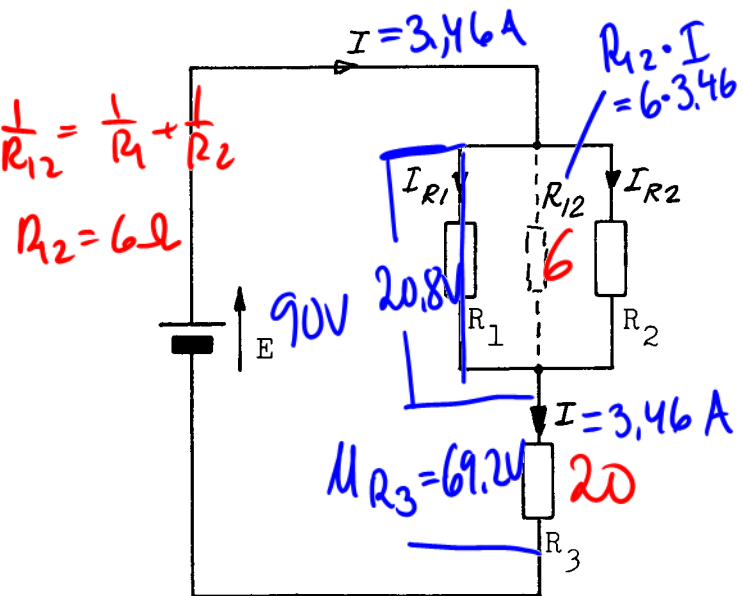 I = 3,46 A
R12 · I
= 6·3.46
1/R12 = 1/R1 + 1/R2
R12 = 6Ω
IR1
R12
IR2
6
90V
20,8V
E
R1
R2
I = 3,46 A
UR3 = 69.2V
20
R3